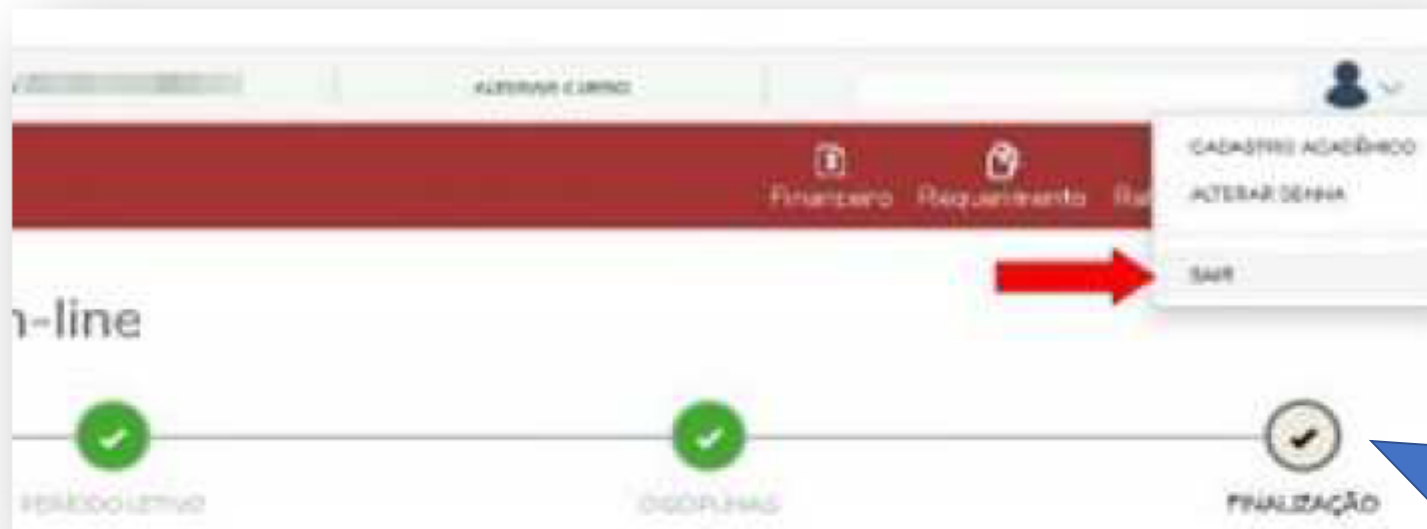 ALTERAR CURSO
CADASTRO ACADÊMICO
Financeiro Requerimento
ALTERAR SENHA
SAIR
n-line
PERÍODO LETIVO DISCIPLINAS FINALIZAÇÃO